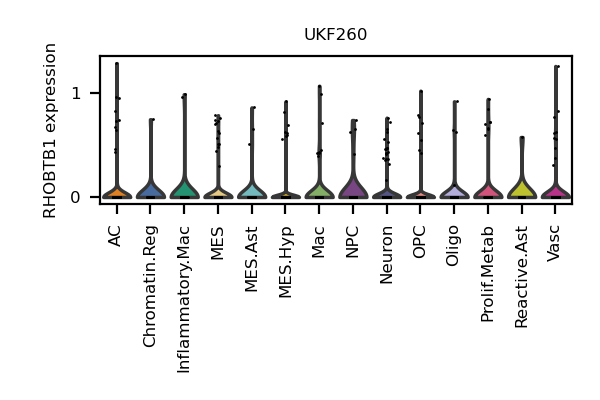 UKF260
RHOBTB1 expression
1
0
AC
Chromatin.Reg
Inflammatory.Mac
MES
MES.Ast
MES.Hyp
Mac
NPC
Neuron
OPC
Oligo
Prolif.Metab
Reactive.Ast
Vasc